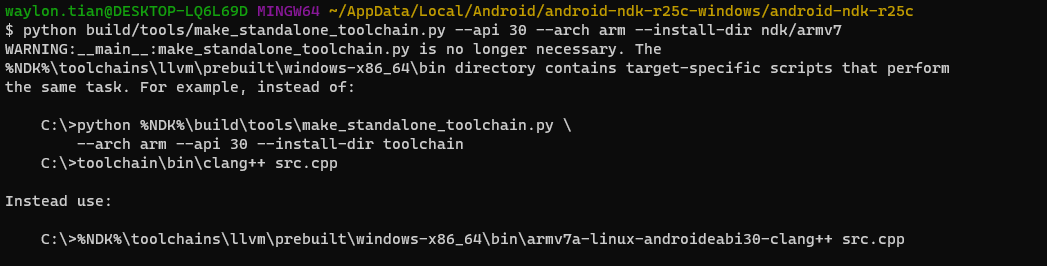 waylon.tian@DESKTOP-LQ6L69D MINGW64 ~/AppData/Local/Android/android-ndk-r25c-windows/android-ndk-r25c
$ python build/tools/make_standalone_toolchain.py --api 30 --arch arm --install-dir ndk/armv7
WARNING:__main__:make_standalone_toolchain.py is no longer necessary. The
%NDK%\toolchains\llvm\prebuilt\windows-x86_64\bin directory contains target-specific scripts that perform
the same task. For example, instead of:
C:\>python %NDK%\build\tools\make_standalone_toolchain.py \
--arch arm --api 30 --install-dir toolchain
C:\>toolchain\bin\clang++ src.cpp
Instead use:
C:\>%NDK%\toolchains\llvm\prebuilt\windows-x86_64\bin\armv7a-linux-androideabi30-clang++ src.cpp